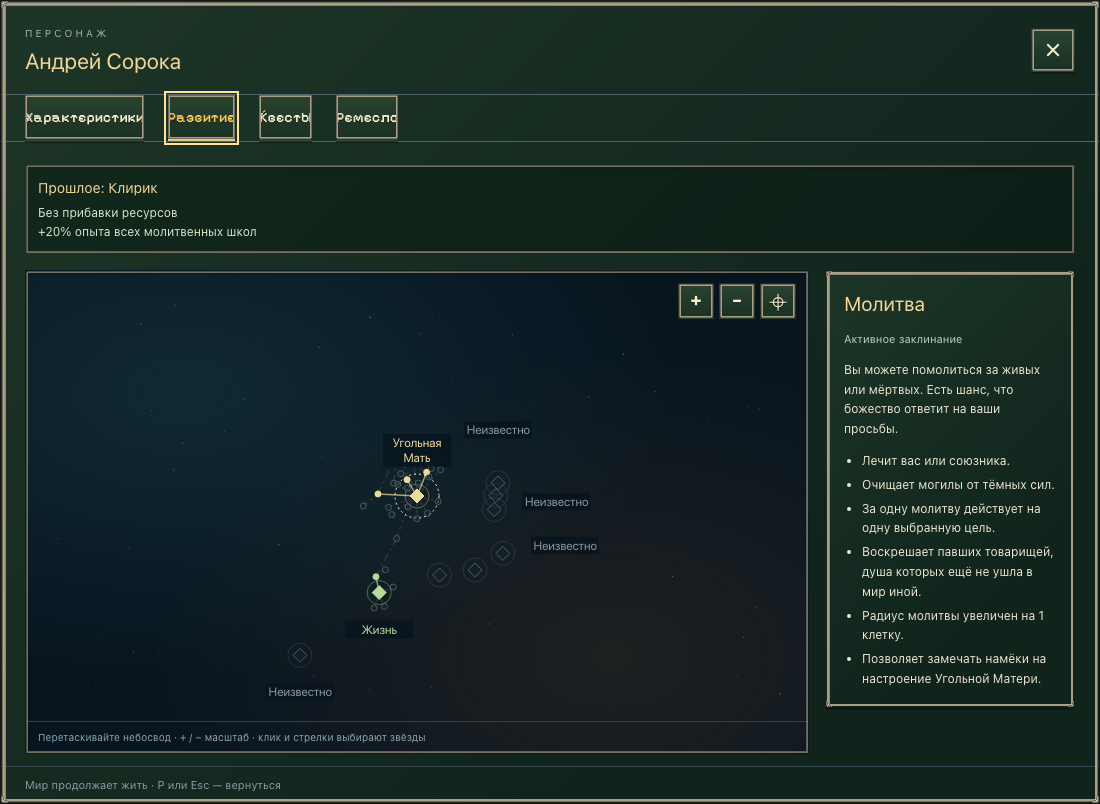 ПЕРСОНАЖ
Андрей Сорока
Характеристики
Развитие
Квесты
Ремесло
Прошлое: Клирик
Без прибавки ресурсов
+20% опыта всех молитвенных школ
+
−
Неизвестно
Угольная
Мать
Неизвестно
Неизвестно
Жизнь
Неизвестно
Перетаскивайте небосвод · + / − масштаб · клик и стрелки выбирают звёзды
Молитва
Активное заклинание
Вы можете помолиться за живых
или мёртвых. Есть шанс, что
божество ответит на ваши
просьбы.
• Лечит вас или союзника.
• Очищает могилы от тёмных сил.
• За одну молитву действует на
одну выбранную цель.
• Воскрешает павших товарищей,
душа которых ещё не ушла в
мир иной.
• Радиус молитвы увеличен на 1
клетку.
• Позволяет замечать намёки на
настроение Угольной Матери.
Мир продолжает жить · P или Esc — вернуться